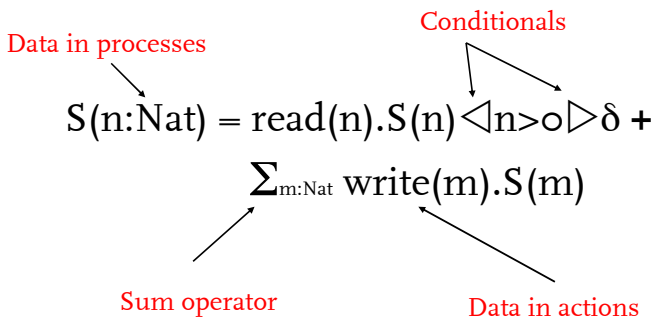 Conditionals
Data in processes
S(n:Nat) = read(n).S(n)◁n>0▷δ +
∑m:Nat write(m).S(m)
Sum operator
Data in actions